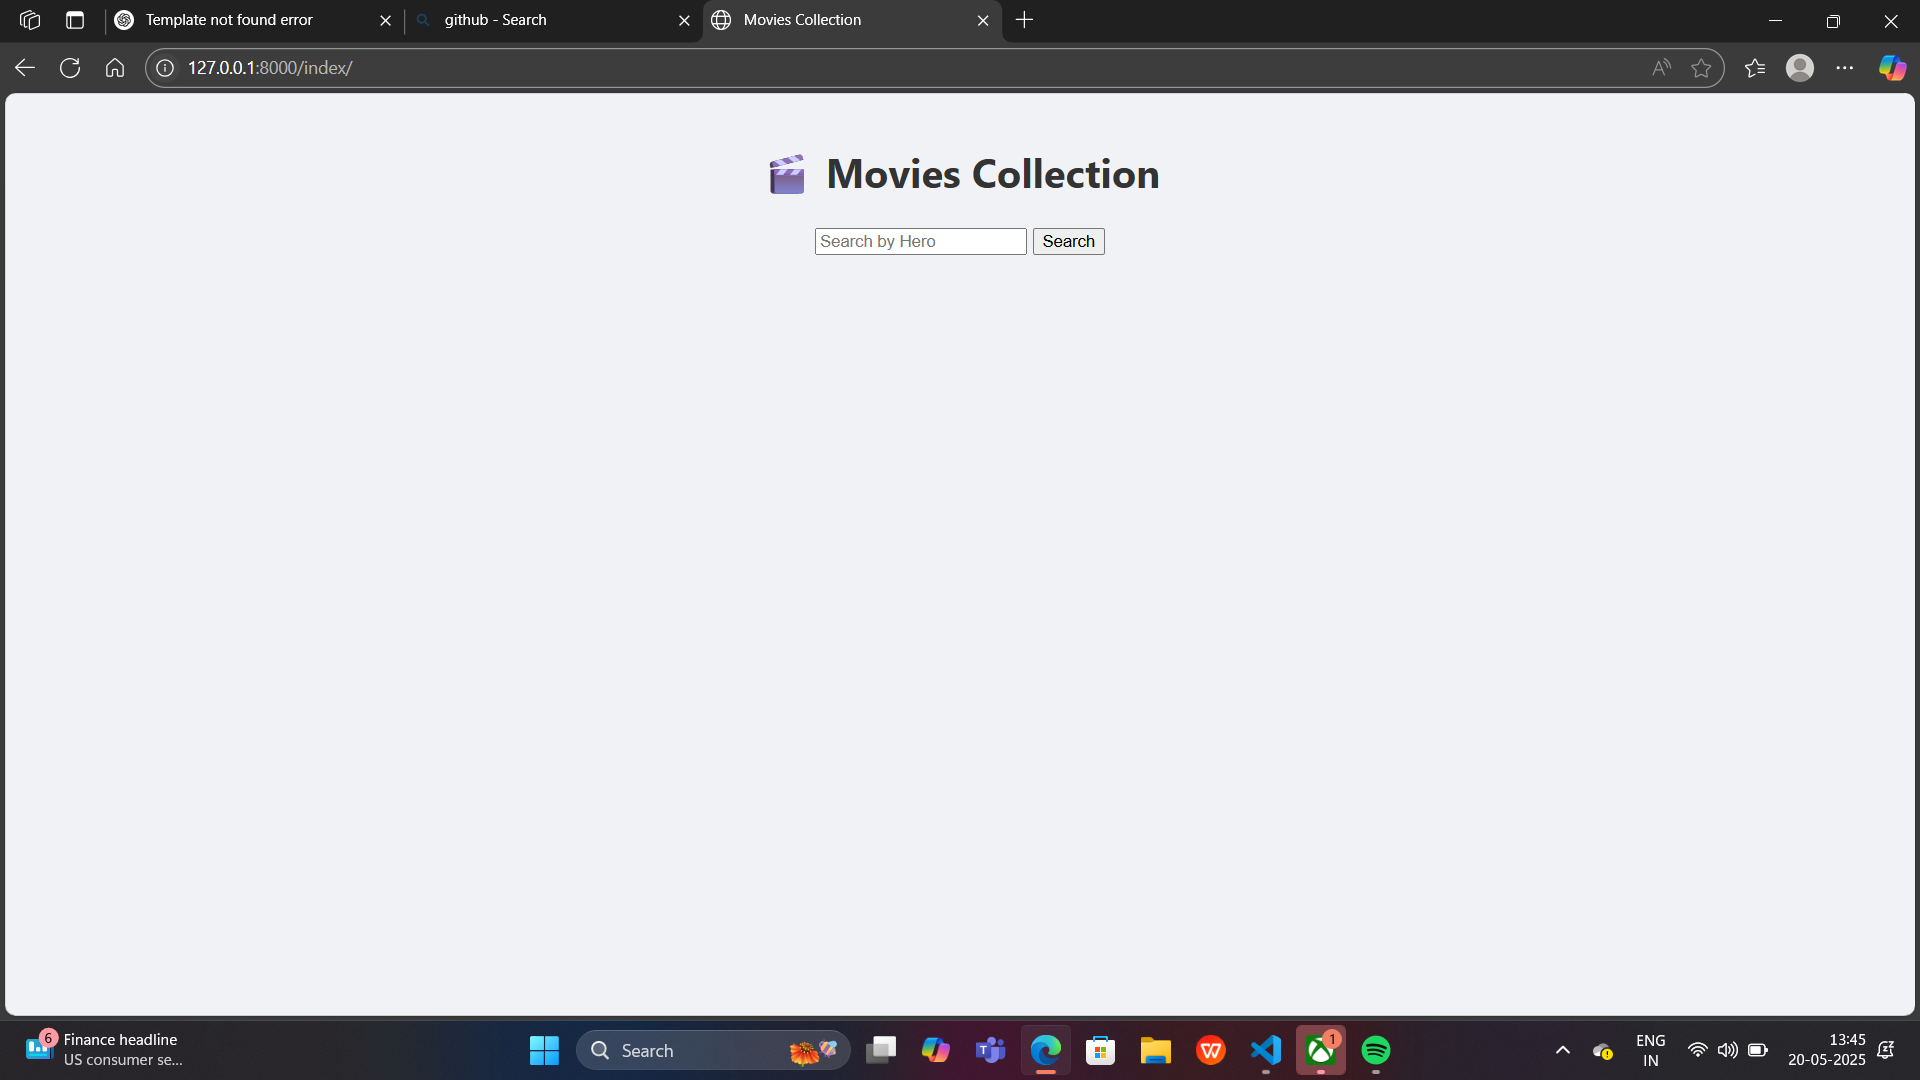 Template not found error
github - Search
Movies Collection
127.0.0.1:8000/index/
Movies Collection
Search by Hero
Search
6
Finance headline
US consumer se...
Search
1
ENG
IN
13:45
20-05-2025